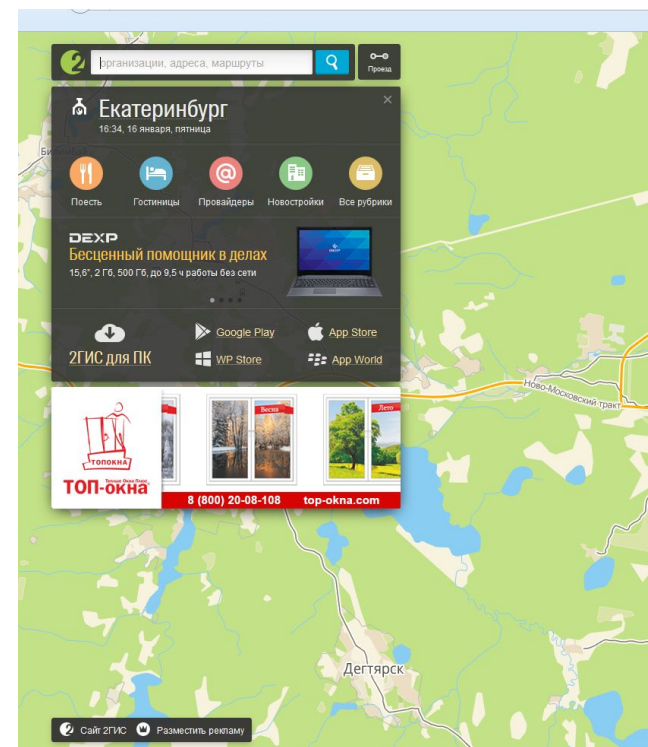 организации, адреса, маршруты
Проезд
Екатеринбург
16:34, 16 января, пятница
Поесть Гостиницы Провайдеры Новостройки Все рубрики
DEXP
Бесценный помощник в делах
15,6", 2 Гб, 500 Гб, до 9,5 ч работы без сети
2ГИС для ПК
Google Play App Store
WP Store App World
Ново-Московский тракт
Весна Лето
ТОПОКНА
Теплые Окна Плюс
ТОП-окна
8 (800) 20-08-108 top-okna.com
Дегтярск
Сайт 2ГИС Разместить рекламу